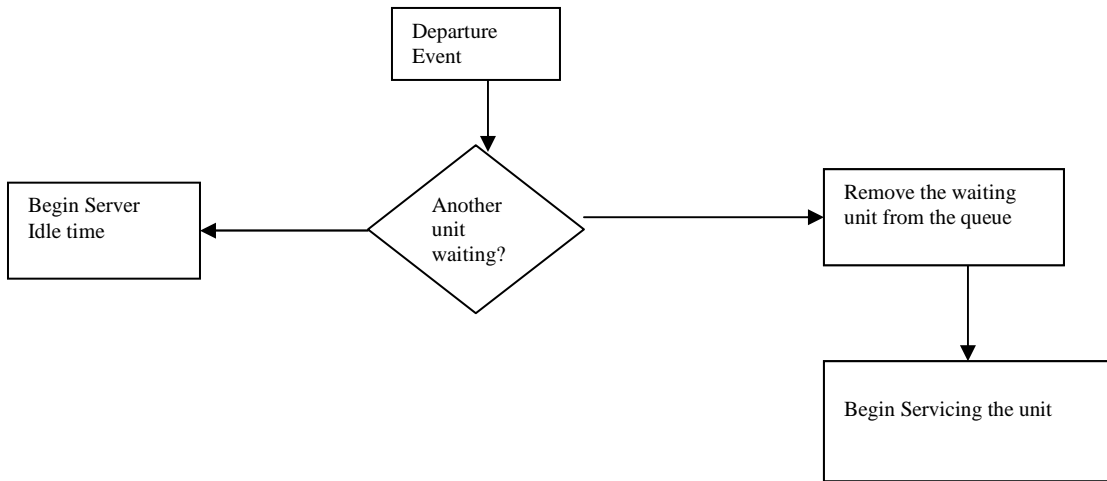 Departure
Event
Begin Server
Idle time
Another
unit
waiting?
Remove the waiting
unit from the queue
Begin Servicing the unit